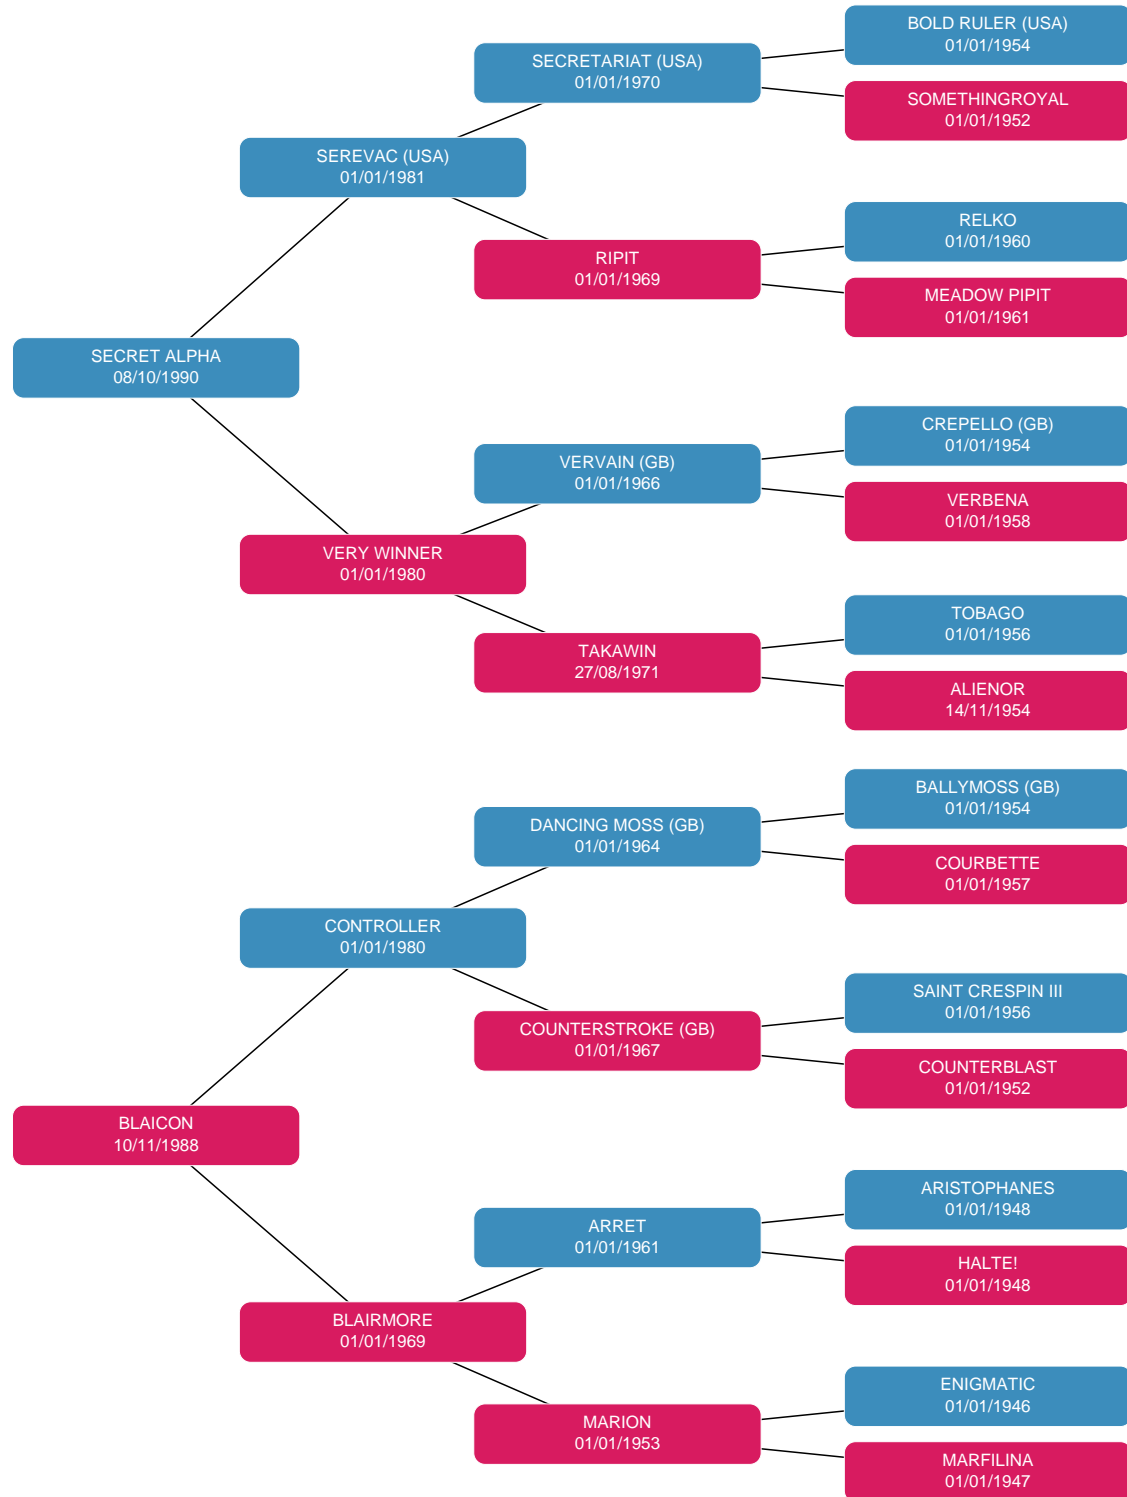 BOLD RULER (USA)
01/01/1954
SECRETARIAT (USA)
01/01/1970
SOMETHINGROYAL
01/01/1952
SEREVAC (USA)
01/01/1981
RELKO
01/01/1960
RIPIT
01/01/1969
MEADOW PIPIT
01/01/1961
SECRET ALPHA
08/10/1990
CREPELLO (GB)
01/01/1954
VERVAIN (GB)
01/01/1966
VERBENA
01/01/1958
VERY WINNER
01/01/1980
TOBAGO
01/01/1956
TAKAWIN
27/08/1971
ALIENOR
14/11/1954
BALLYMOSS (GB)
01/01/1954
DANCING MOSS (GB)
01/01/1964
COURBETTE
01/01/1957
CONTROLLER
01/01/1980
SAINT CRESPIN III
01/01/1956
COUNTERSTROKE (GB)
01/01/1967
COUNTERBLAST
01/01/1952
BLAICON
10/11/1988
ARISTOPHANES
01/01/1948
ARRET
01/01/1961
HALTE!
01/01/1948
BLAIRMORE
01/01/1969
ENIGMATIC
01/01/1946
MARION
01/01/1953
MARFILINA
01/01/1947